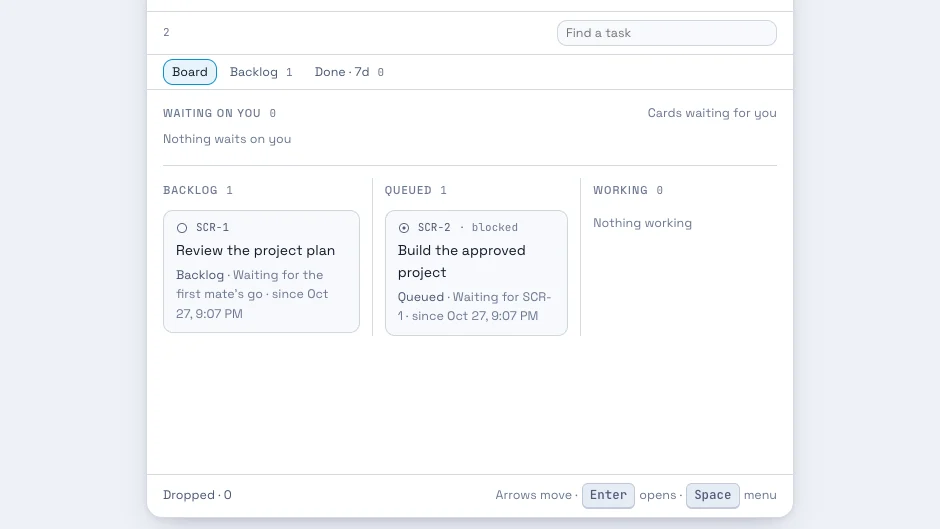 2
Find a task
Board
Backlog 1
Done · 7d 0
WAITING ON YOU 0
Cards waiting for you
Nothing waits on you
BACKLOG 1
SCR-1
Review the project plan
Backlog · Waiting for the
first mate's go · since Oct
27, 9:07 PM
QUEUED 1
SCR-2 · blocked
Build the approved
project
Queued · Waiting for SCR-
1 · since Oct 27, 9:07 PM
WORKING 0
Nothing working
Dropped · 0
Arrows move · Enter opens · Space menu